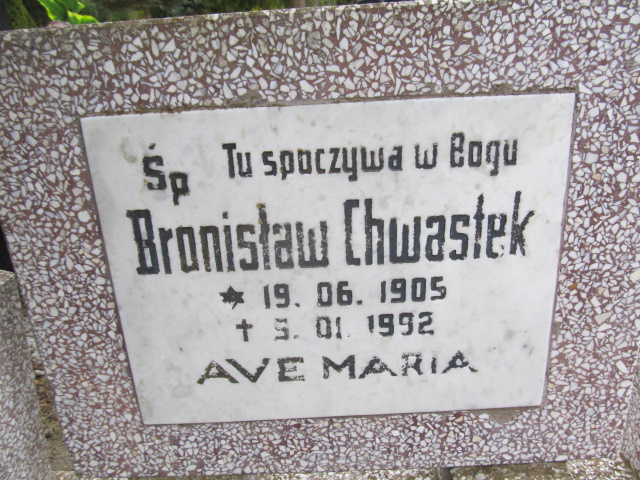 Śp Tu spoczywa w Bogu
Bronisław Chwastek
* 19. 06. 1905
† 5. 01. 1992
AVE MARIA